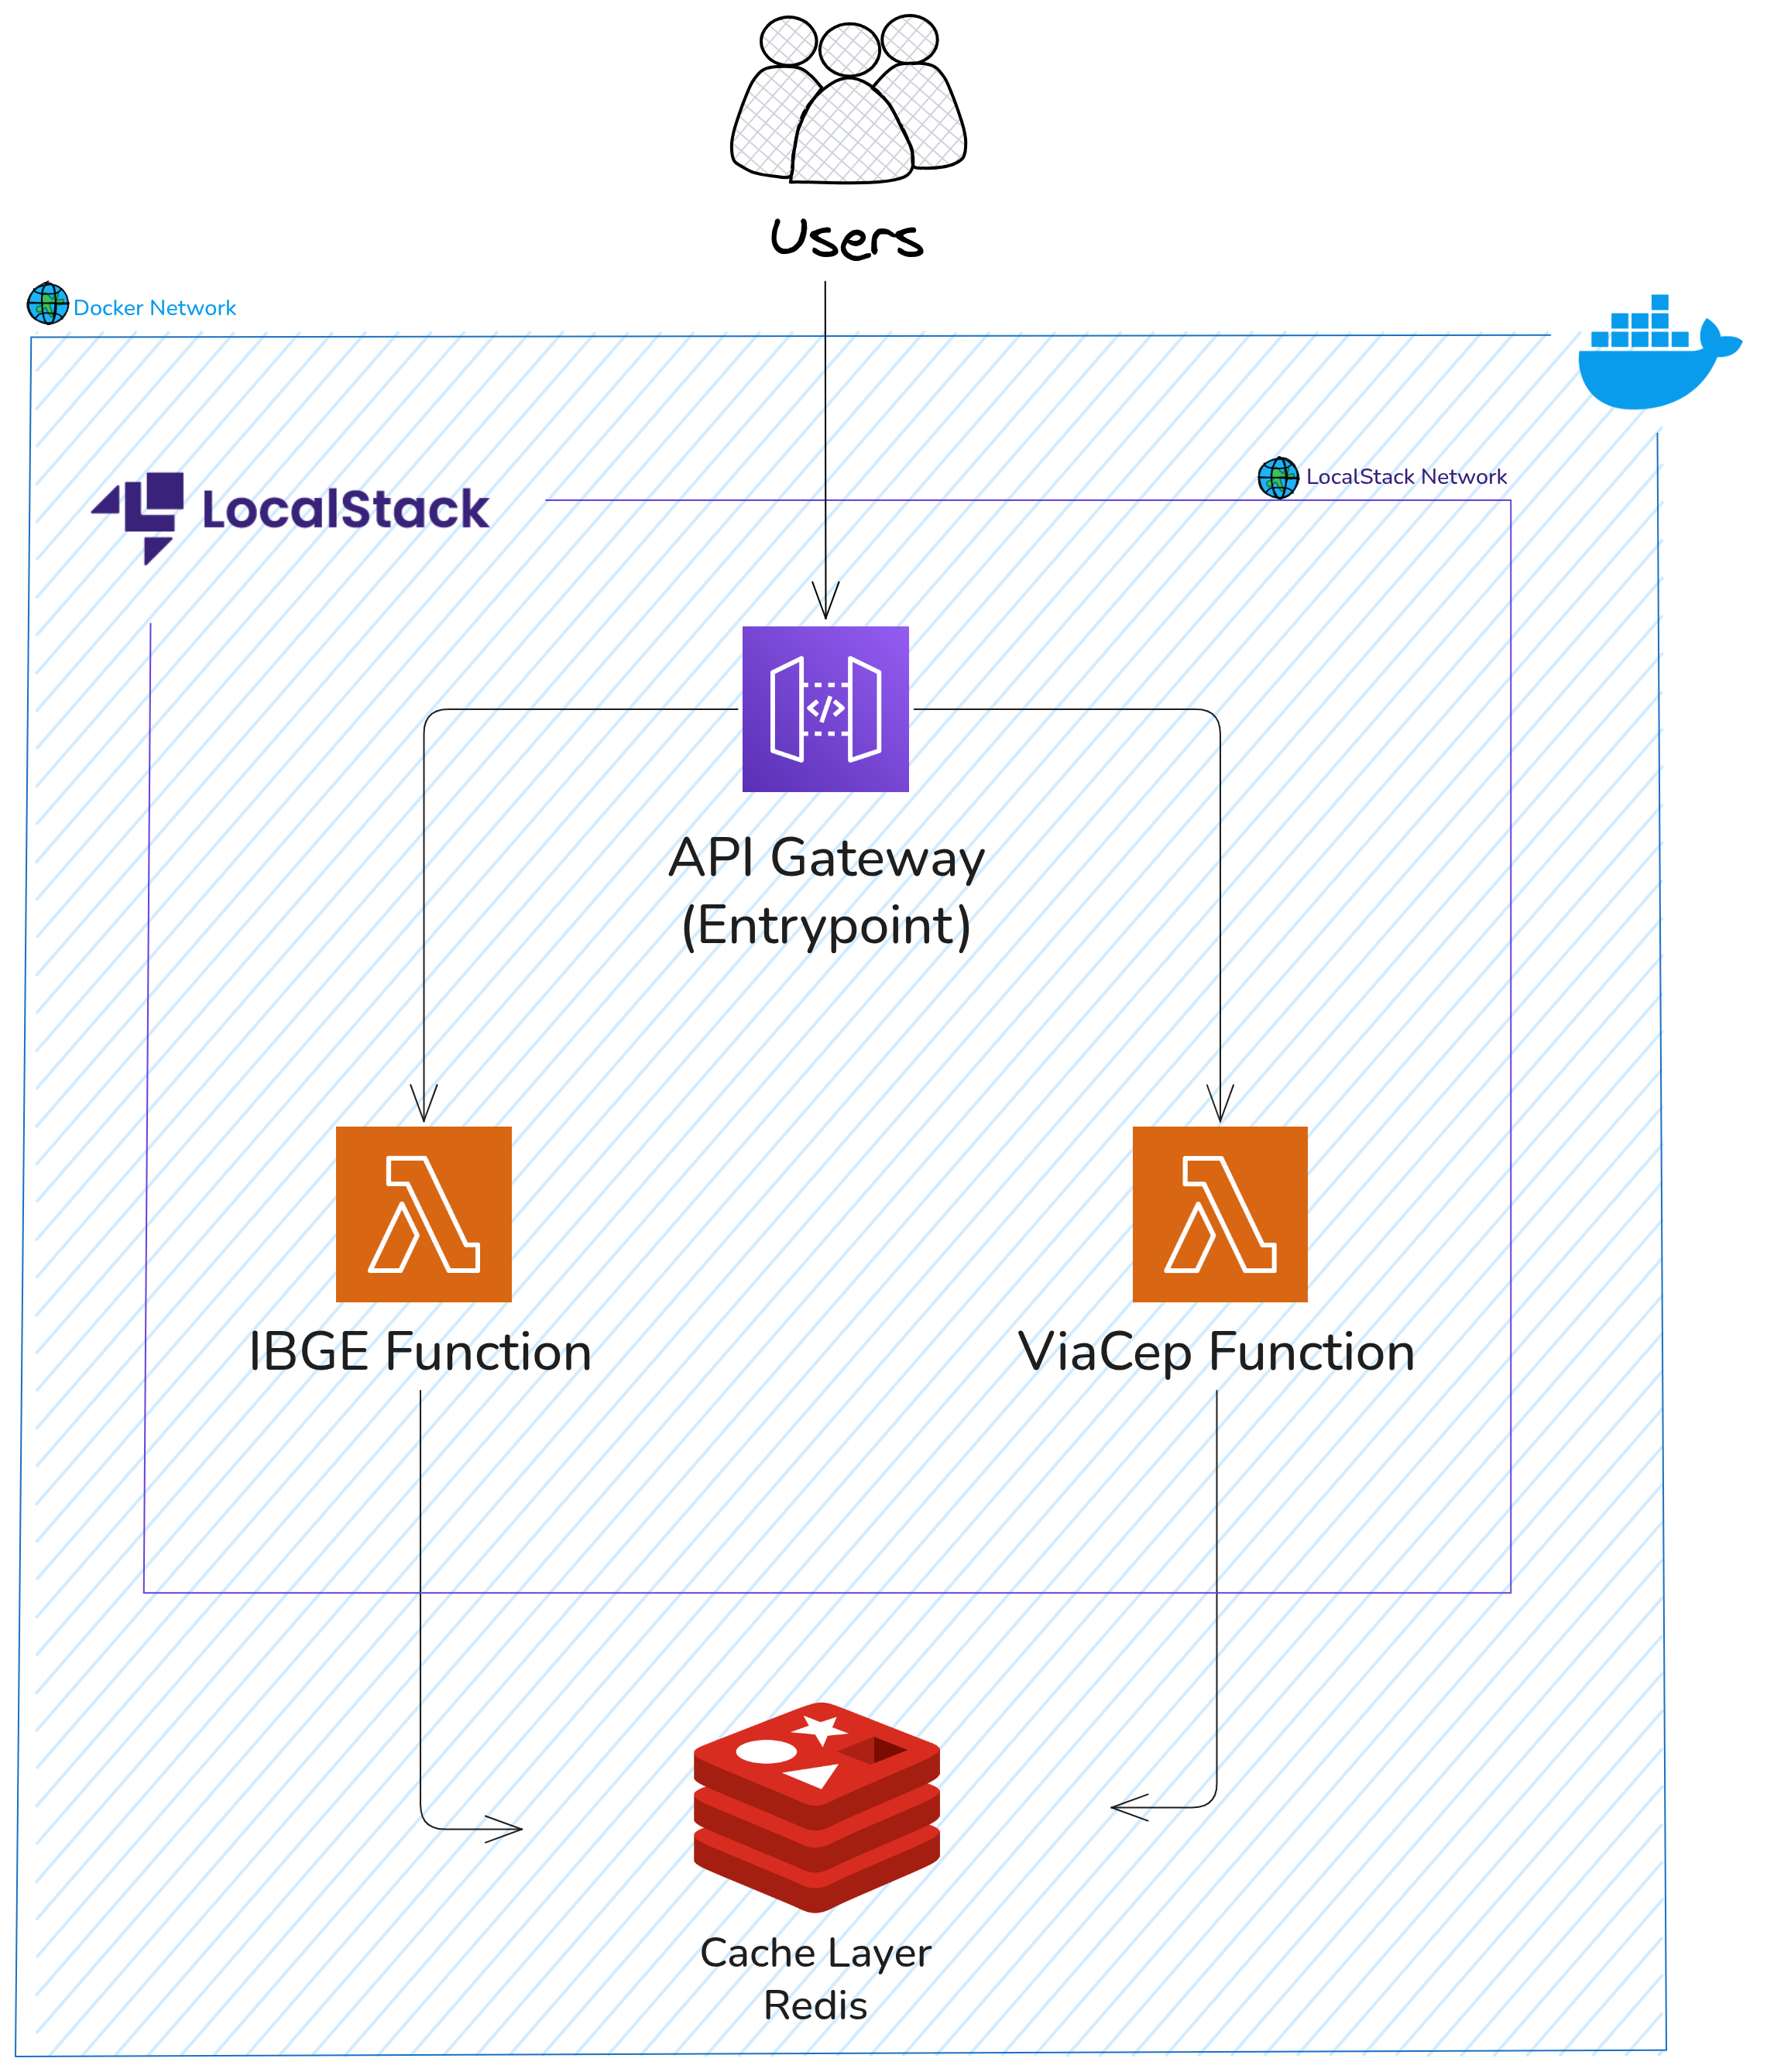 Users
Docker Network
LocalStack Network
LocalStack
</>
API Gateway
(Entrypoint)
IBGE Function
ViaCep Function
Cache Layer
Redis